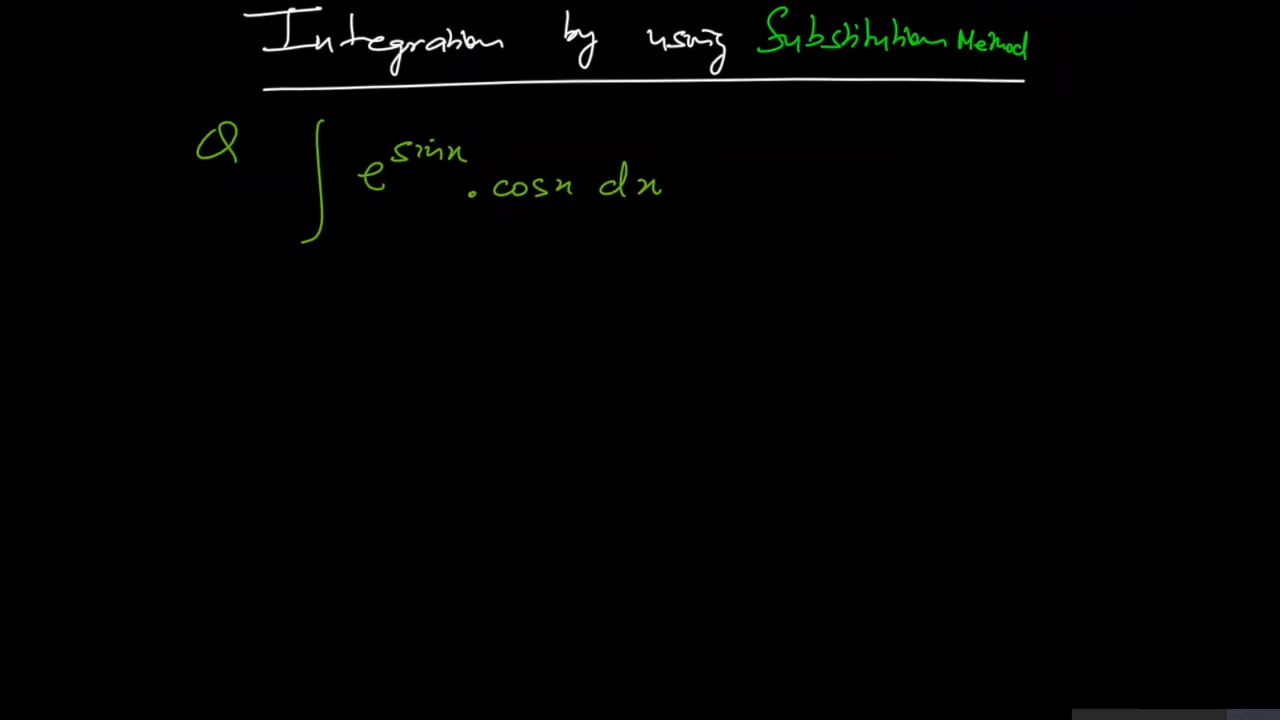 Integration by using Substitution Method
Q ∫ e^sinx . cosx dx